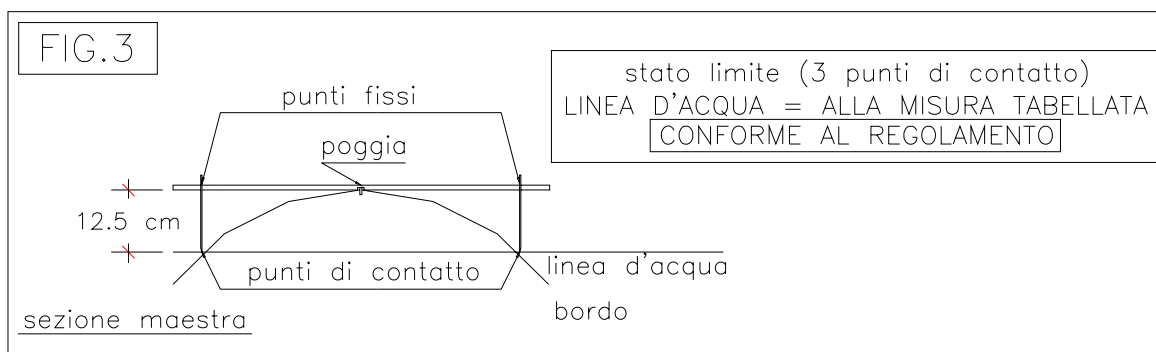 FIG.3
stato limite (3 punti di contatto)
LINEA D'ACQUA = ALLA MISURA TABELLATA
CONFORME AL REGOLAMENTO
punti fissi
poggia
12.5 cm
punti di contatto
linea d'acqua
bordo
sezione maestra